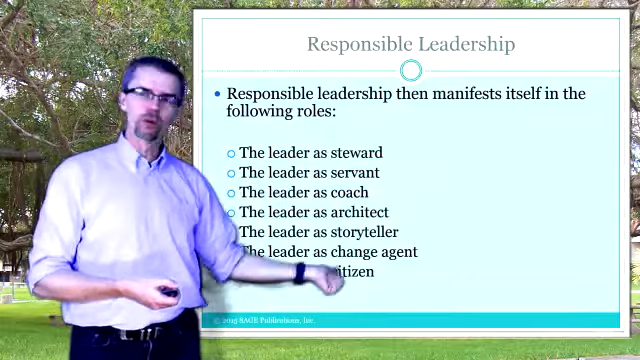 Responsible Leadership
Responsible leadership then manifests itself in the
following roles:
The leader as steward
The leader as servant
The leader as coach
The leader as architect
The leader as storyteller
The leader as change agent
itizen
© 2015 SAGE Publications, Inc.